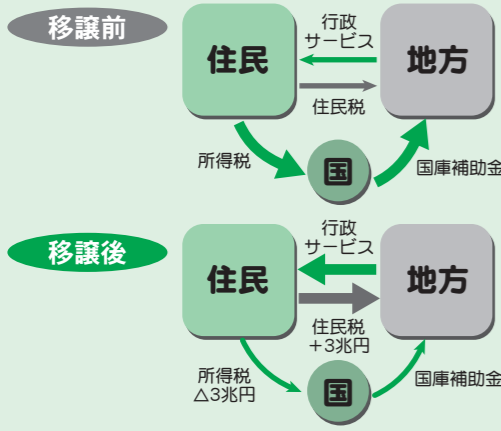 移譲前
住民
行政
サービス
地方
住民税
所得税
国
国庫補助金
移譲後
住民
行政
サービス
地方
住民税
+3兆円
所得税
△3兆円
国
国庫補助金